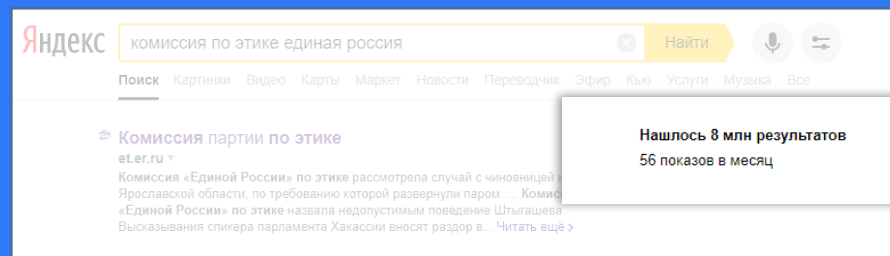 Яндекс
комиссия по этике единая россия
Найти
Поиск Картинки Видео Карты Маркет Новости Переводчик Эфир Кью Услуги Музыка Все
Нашлось 8 млн результатов
56 показов в месяц
Комиссия партии по этике
et.er.ru
Комиссия «Единой России» по этике рассмотрела случай с чиновницей и
Ярославской области, по требованию которой развернули паром. ...
«Единой России» по этике назвала недопустимым поведение Штыгашева.
Высказывания спикера парламента Хакассии вносят раздор в... Читать ещё >